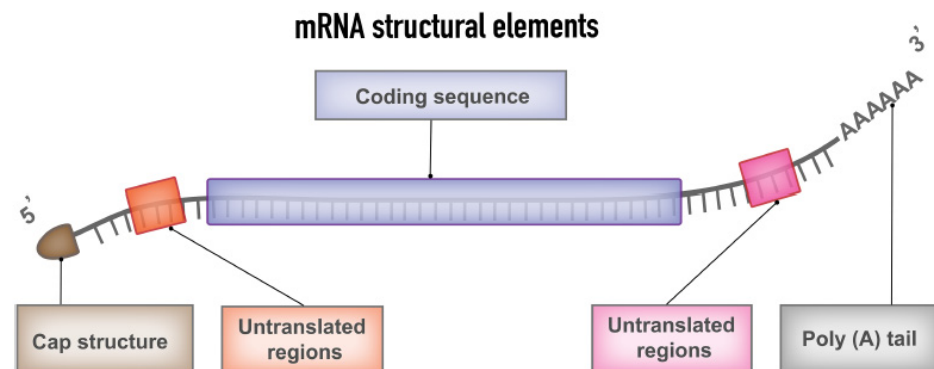 mRNA structural elements
Coding sequence
3’
AAAAAA
5’
Cap structure
Untranslated
regions
Untranslated
regions
Poly (A) tail